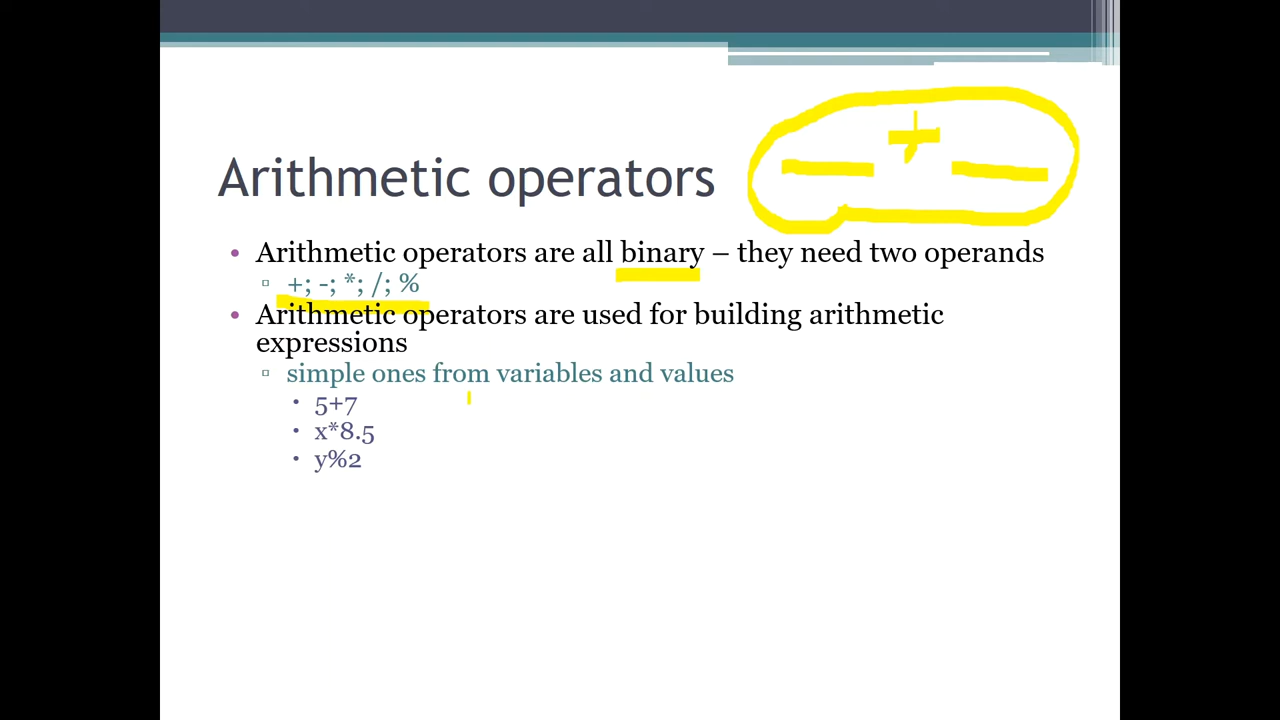 Arithmetic operators
• Arithmetic operators are all binary – they need two operands
▫ +; -; *; /; %
• Arithmetic operators are used for building arithmetic
expressions
▫ simple ones from variables and values
• 5+7
• x*8.5
• y%2